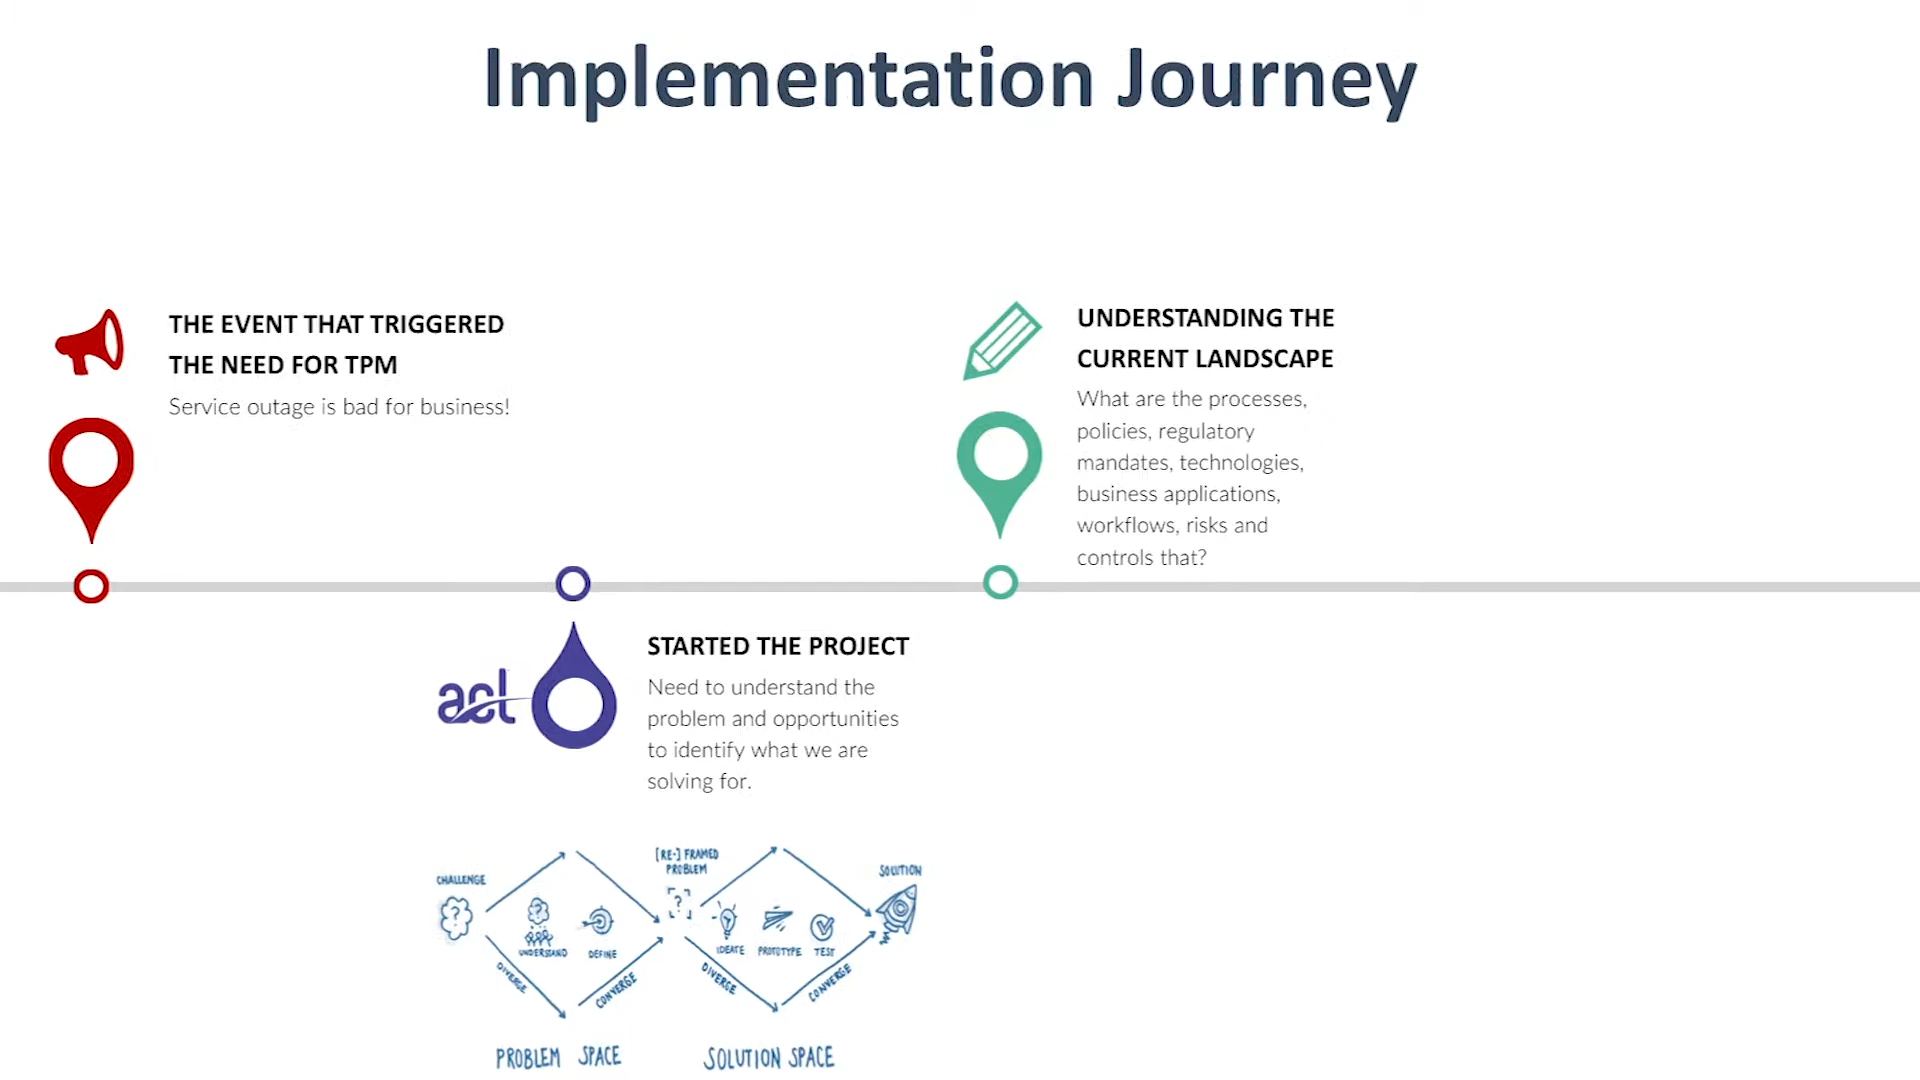 Implementation Journey
THE EVENT THAT TRIGGERED
THE NEED FOR TPM
Service outage is bad for business!
UNDERSTANDING THE
CURRENT LANDSCAPE
What are the processes,
policies, regulatory
mandates, technologies,
business applications,
workflows, risks and
controls that?
acl
STARTED THE PROJECT
Need to understand the
problem and opportunities
to identify what we are
solving for.
CHALLENGE
?
?
UNDERSTAND
DEFINE
DIVERGE
CONVERGE
[RE-] FRAMED
PROBLEM
?
IDEATE
PROTOTYPE
TEST
DIVERGE
CONVERGE
SOLUTION
PROBLEM SPACE
SOLUTION SPACE